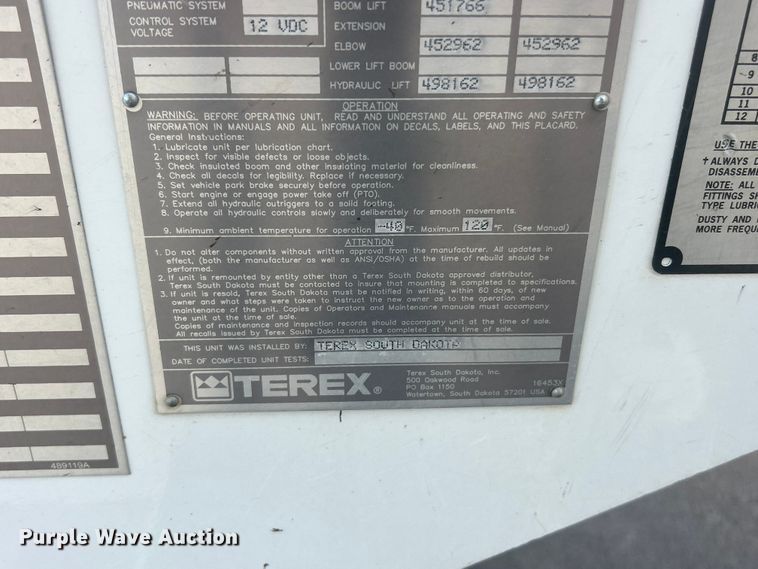 PNEUMATIC SYSTEM
CONTROL SYSTEM VOLTAGE 12 VDC
BOOM LIFT 451766
EXTENSION
ELBOW 452962 452962
LOWER LIFT BOOM
HYDRAULIC LIFT 498162 498162
OPERATION
WARNING: BEFORE OPERATING UNIT, READ AND UNDERSTAND ALL OPERATING AND SAFETY
INFORMATION IN MANUALS AND ALL INFORMATION ON DECALS, LABELS, AND THIS PLACARD.
General Instructions:
1. Lubricate unit per lubrication chart.
2. Inspect for visible defects or loose objects.
3. Check insulated boom and other insulating material for cleanliness.
4. Check all decals for legibility. Replace if necessary.
5. Set vehicle park brake securely before operation.
6. Start engine or engage power take off (PTO).
7. Extend all hydraulic outriggers to a solid footing.
8. Operate all hydraulic controls slowly and deliberately for smooth movements.
9. Minimum ambient temperature for operation -40 °F. Maximum 120 °F. (See Manual)
ATTENTION
1. Do not alter components without written approval from the manufacturer. All updates in
effect, (both the manufacturer as well as ANSI/OSHA) at the time of rebuild should be
performed.
2. If unit is remounted by entity other than a Terex South Dakota approved distributor,
Terex South Dakota must be contacted to insure that mounting is completed to specifications.
3. If unit is resold, Terex South Dakota must be notified in writing, within 60 days, of new
owner and what steps were taken to instruct the new owner as to the operation and
maintenance of the unit. Copies of Operators and Maintenance manuals must accompany
the unit at the time of sale.
Copies of maintenance and inspection records should accompany unit at the time of sale.
All recalls issued by Terex South Dakota must be completed at the time of sale.
THIS UNIT WAS INSTALLED BY: TEREX SOUTH DAKOTA
DATE OF COMPLETED UNIT TESTS:
TEREX®
Terex South Dakota, Inc.
500 Oakwood Road
PO Box 1150
Watertown, South Dakota 57201 USA
16453X
489119A
8
9
10
11
12
USE THE
† ALWAYS D
DISASSEME
NOTE: ALL
FITTINGS SH
TYPE LUBRI
DUSTY AND
MORE FREQU
Purple Wave Auction